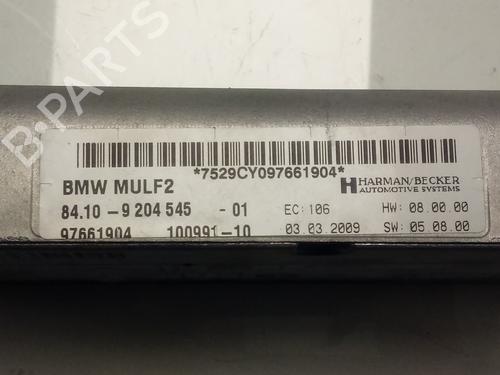 *7529CY097661904*
BMW MULF2
HARMAN/BECKER
AUTOMOTIVE SYSTEMS
84.10- 9 204 545 - 01 EC: 106 HW: 08.00.00
97661904 100991-10 03.03.2009 SW: 05.08.00
B-PARTS